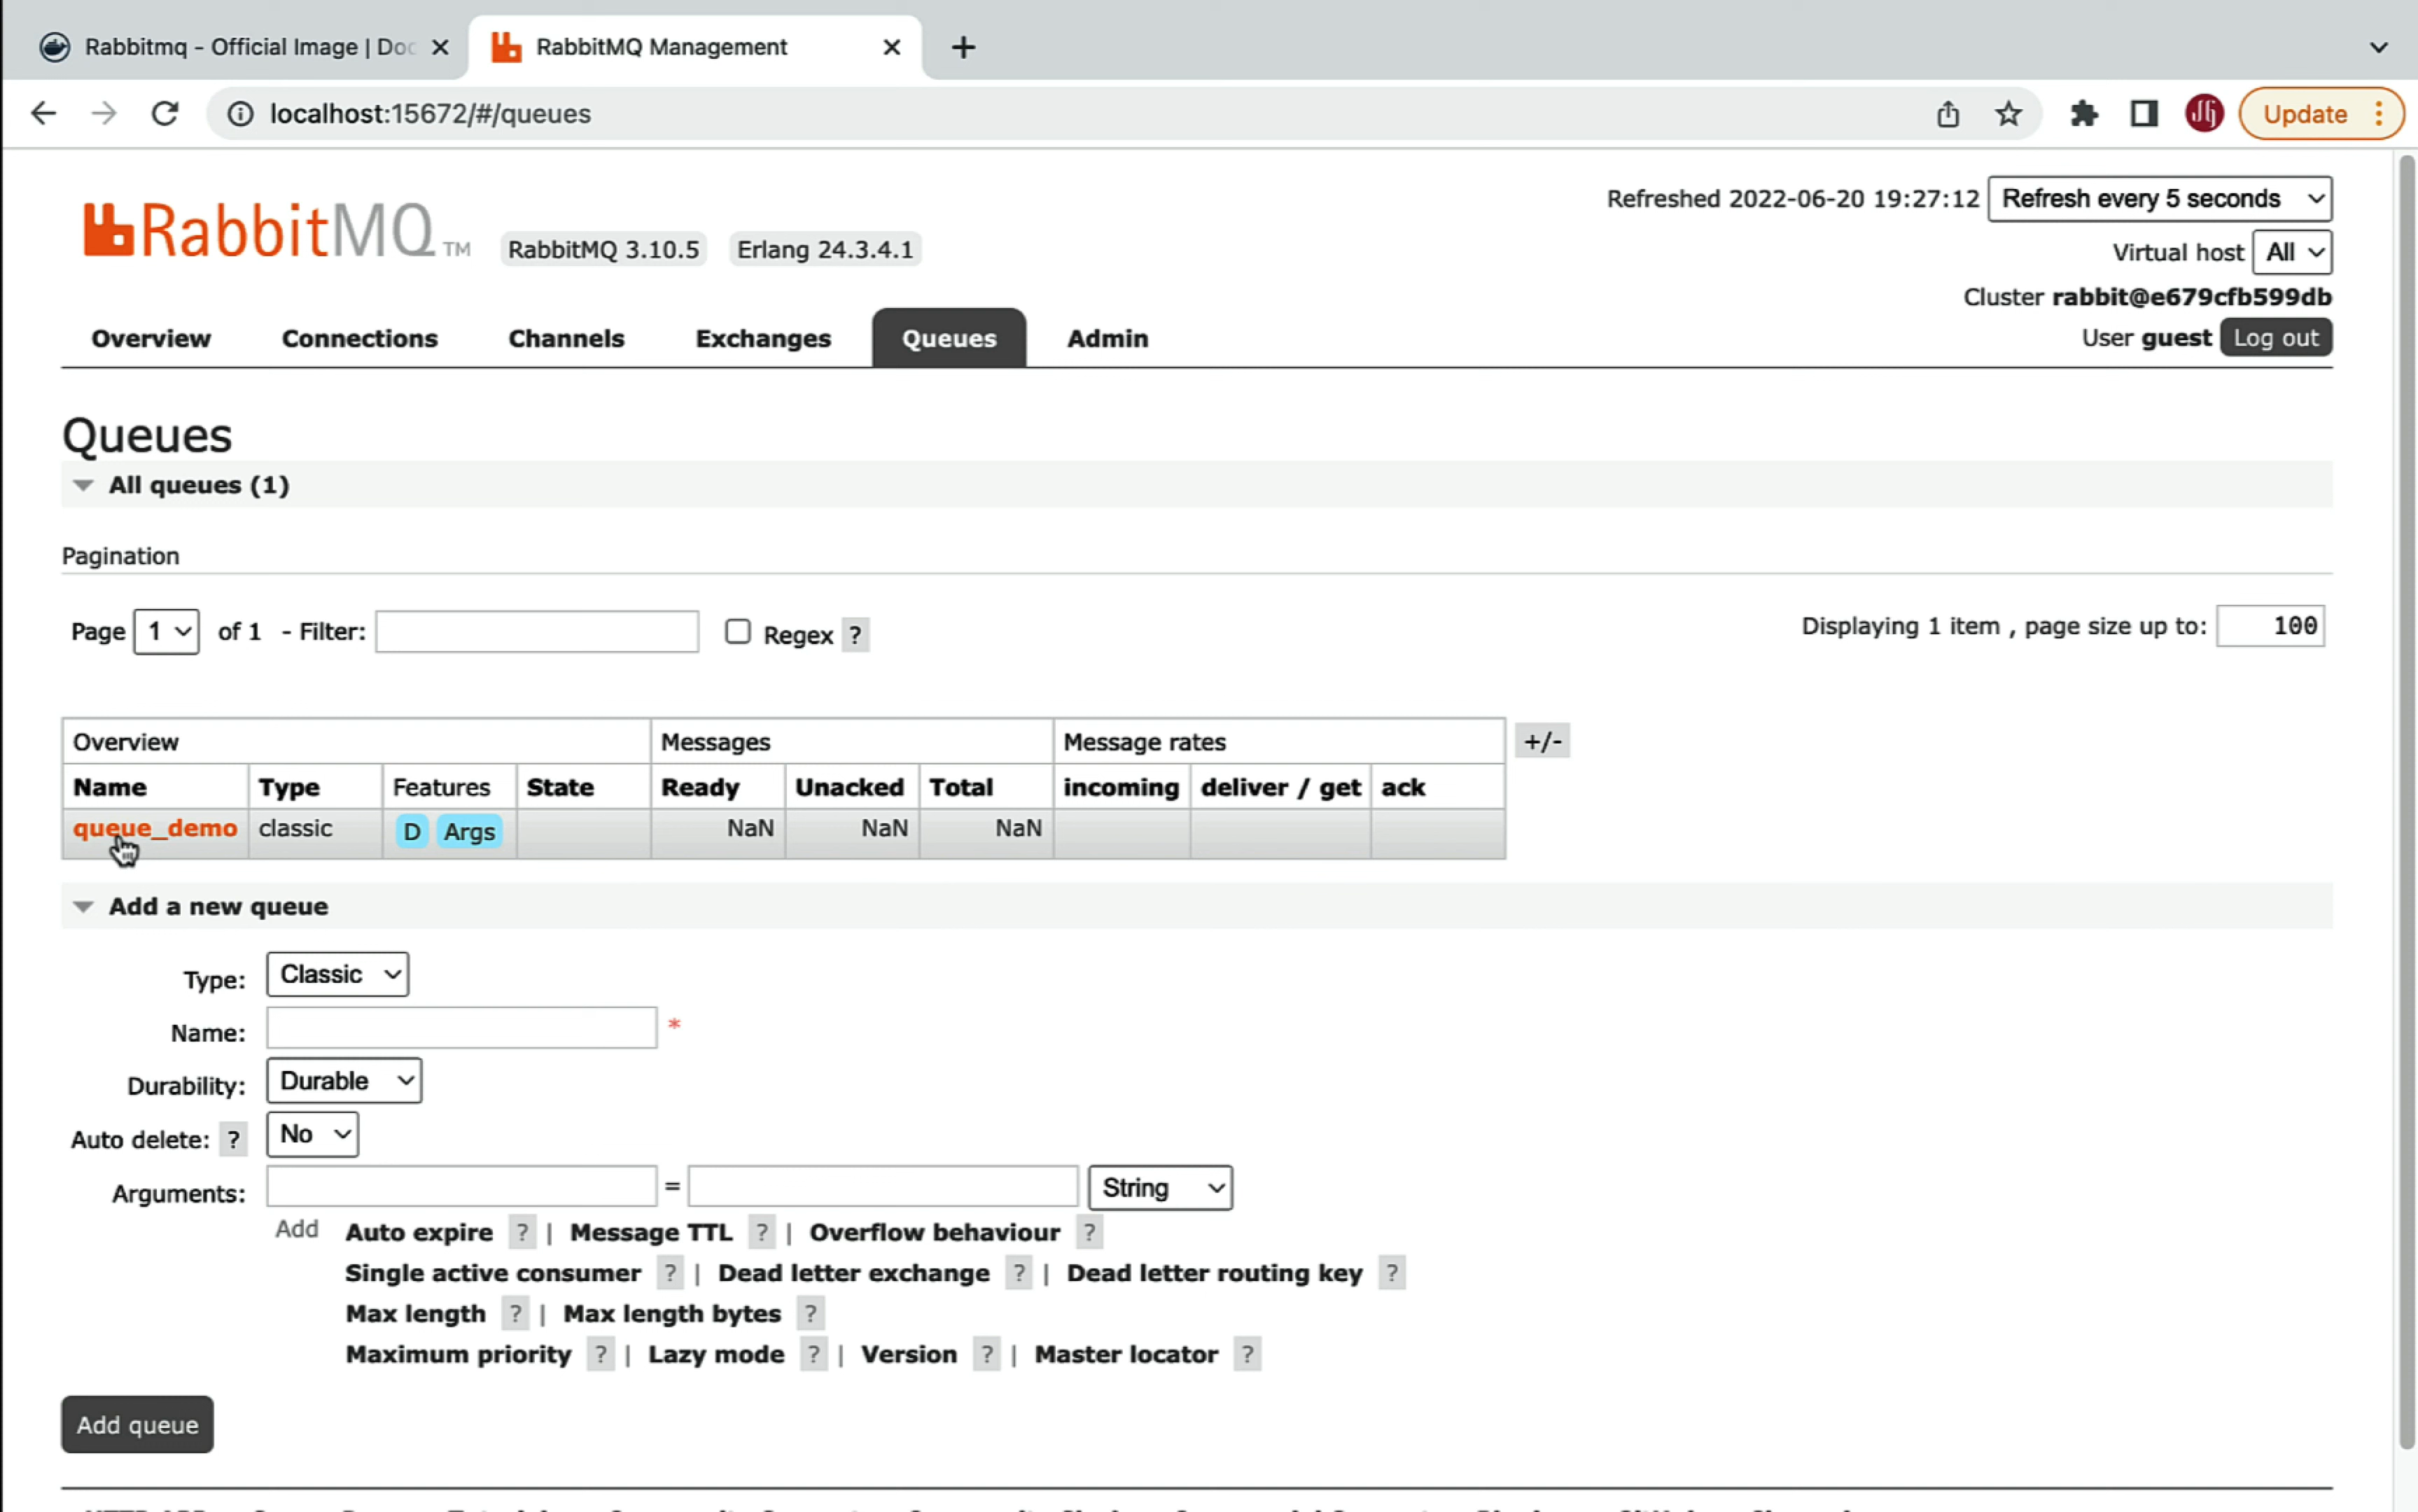 Rabbitmq - Official Image | Doc
RabbitMQ Management
localhost:15672/#/queues
Update
RabbitMQ TM
RabbitMQ 3.10.5
Erlang 24.3.4.1
Refreshed 2022-06-20 19:27:12
Refresh every 5 seconds
Virtual host All
Cluster rabbit@e679cfb599db
User guest Log out
Overview Connections Channels Exchanges Queues Admin
Queues
All queues (1)
Pagination
Page 1 of 1 - Filter: Regex ?
Displaying 1 item , page size up to: 100
Overview Messages Message rates +/-
Name Type Features State Ready Unacked Total incoming deliver / get ack
queue_demo classic D Args NaN NaN NaN
Add a new queue
Type: Classic
Name: *
Durability: Durable
Auto delete: ? No
Arguments: = String
Add Auto expire ? | Message TTL ? | Overflow behaviour ?
Single active consumer ? | Dead letter exchange ? | Dead letter routing key ?
Max length ? | Max length bytes ?
Maximum priority ? | Lazy mode ? | Version ? | Master locator ?
Add queue